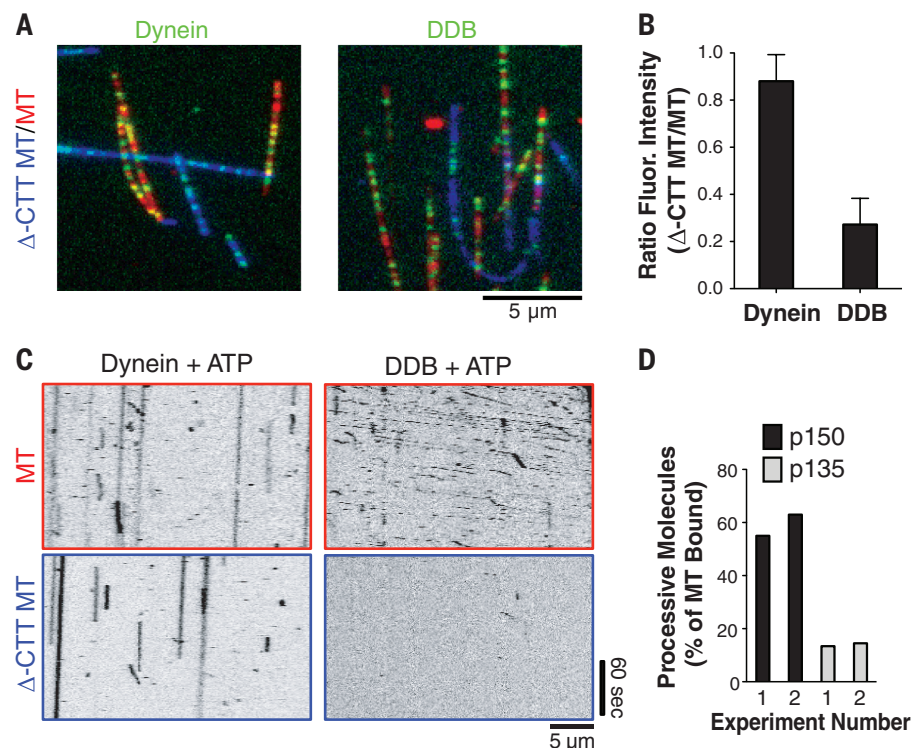 A
Dynein
DDB
Δ-CTT MT/MT
5 μm
B
Ratio Fluor. Intensity
(Δ-CTT MT/MT)
1.0
0.8
0.6
0.4
0.2
0.0
Dynein DDB
C
Dynein + ATP
DDB + ATP
MT
Δ-CTT MT
60 sec
5 μm
D
p150
p135
Processive Molecules
(% of MT Bound)
80
60
40
20
0
1 2 1 2
Experiment Number